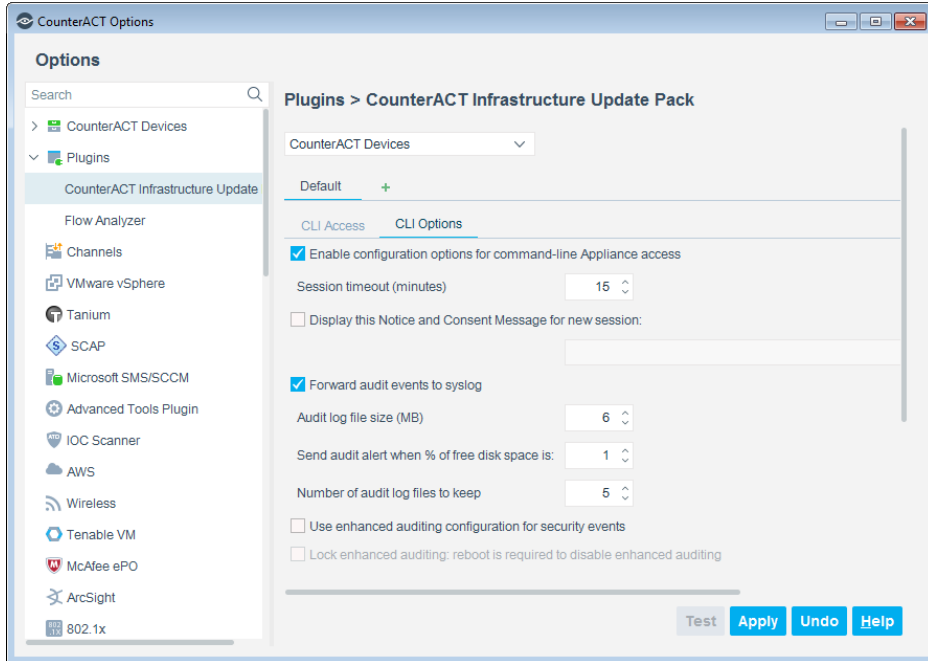 CounterACT Options
Options
Search
CounterACT Devices
Plugins
CounterACT Infrastructure Update
Flow Analyzer
Channels
VMware vSphere
Tanium
S SCAP
Microsoft SMS/SCCM
Advanced Tools Plugin
IOC Scanner
AWS
Wireless
Tenable VM
McAfee ePO
ArcSight
802 .1X 802.1x
Plugins > CounterACT Infrastructure Update Pack
CounterACT Devices
Default +
CLI Access CLI Options
Enable configuration options for command-line Appliance access
Session timeout (minutes) 15
Display this Notice and Consent Message for new session:
Forward audit events to syslog
Audit log file size (MB) 6
Send audit alert when % of free disk space is: 1
Number of audit log files to keep 5
Use enhanced auditing configuration for security events
Lock enhanced auditing: reboot is required to disable enhanced auditing
Test Apply Undo Help